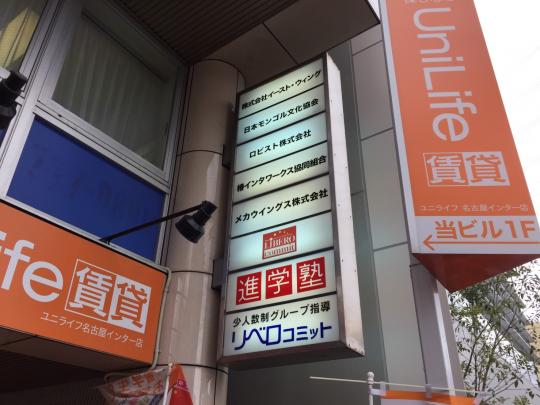 株式会社イースト・ウィング
日本モンゴル文化協会
ロビスト株式会社
椿インタワークス協同組合
メカウイングス株式会社
LIBERO
commit
進学塾
少人数制グループ指導
リベロコミット
UniLife
賃貸
ユニライフ 名古屋インター店
←当ビル1F
ife 賃貸
ユニライフ名古屋インター店